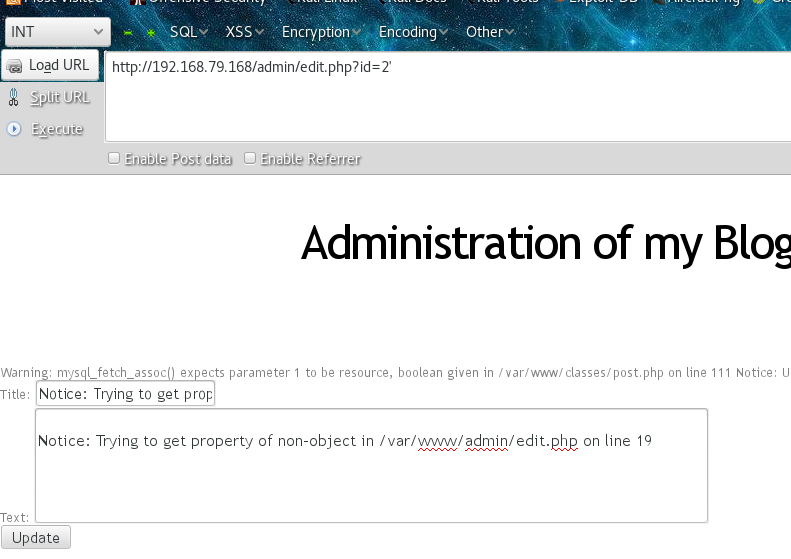 Most Visited Offensive Security Kali Linux Kali Docs Kali Tools Exploit-DB Aircrack-ng
INT SQL XSS Encryption Encoding Other
Load URL
http://192.168.79.168/admin/edit.php?id=2'
Split URL
Execute
Enable Post data Enable Referrer
Administration of my Blog
Warning: mysql_fetch_assoc() expects parameter 1 to be resource, boolean given in /var/www/classes/post.php on line 111 Notice: U
Title: Notice: Trying to get prop
Notice: Trying to get property of non-object in /var/www/admin/edit.php on line 19
Text:
Update